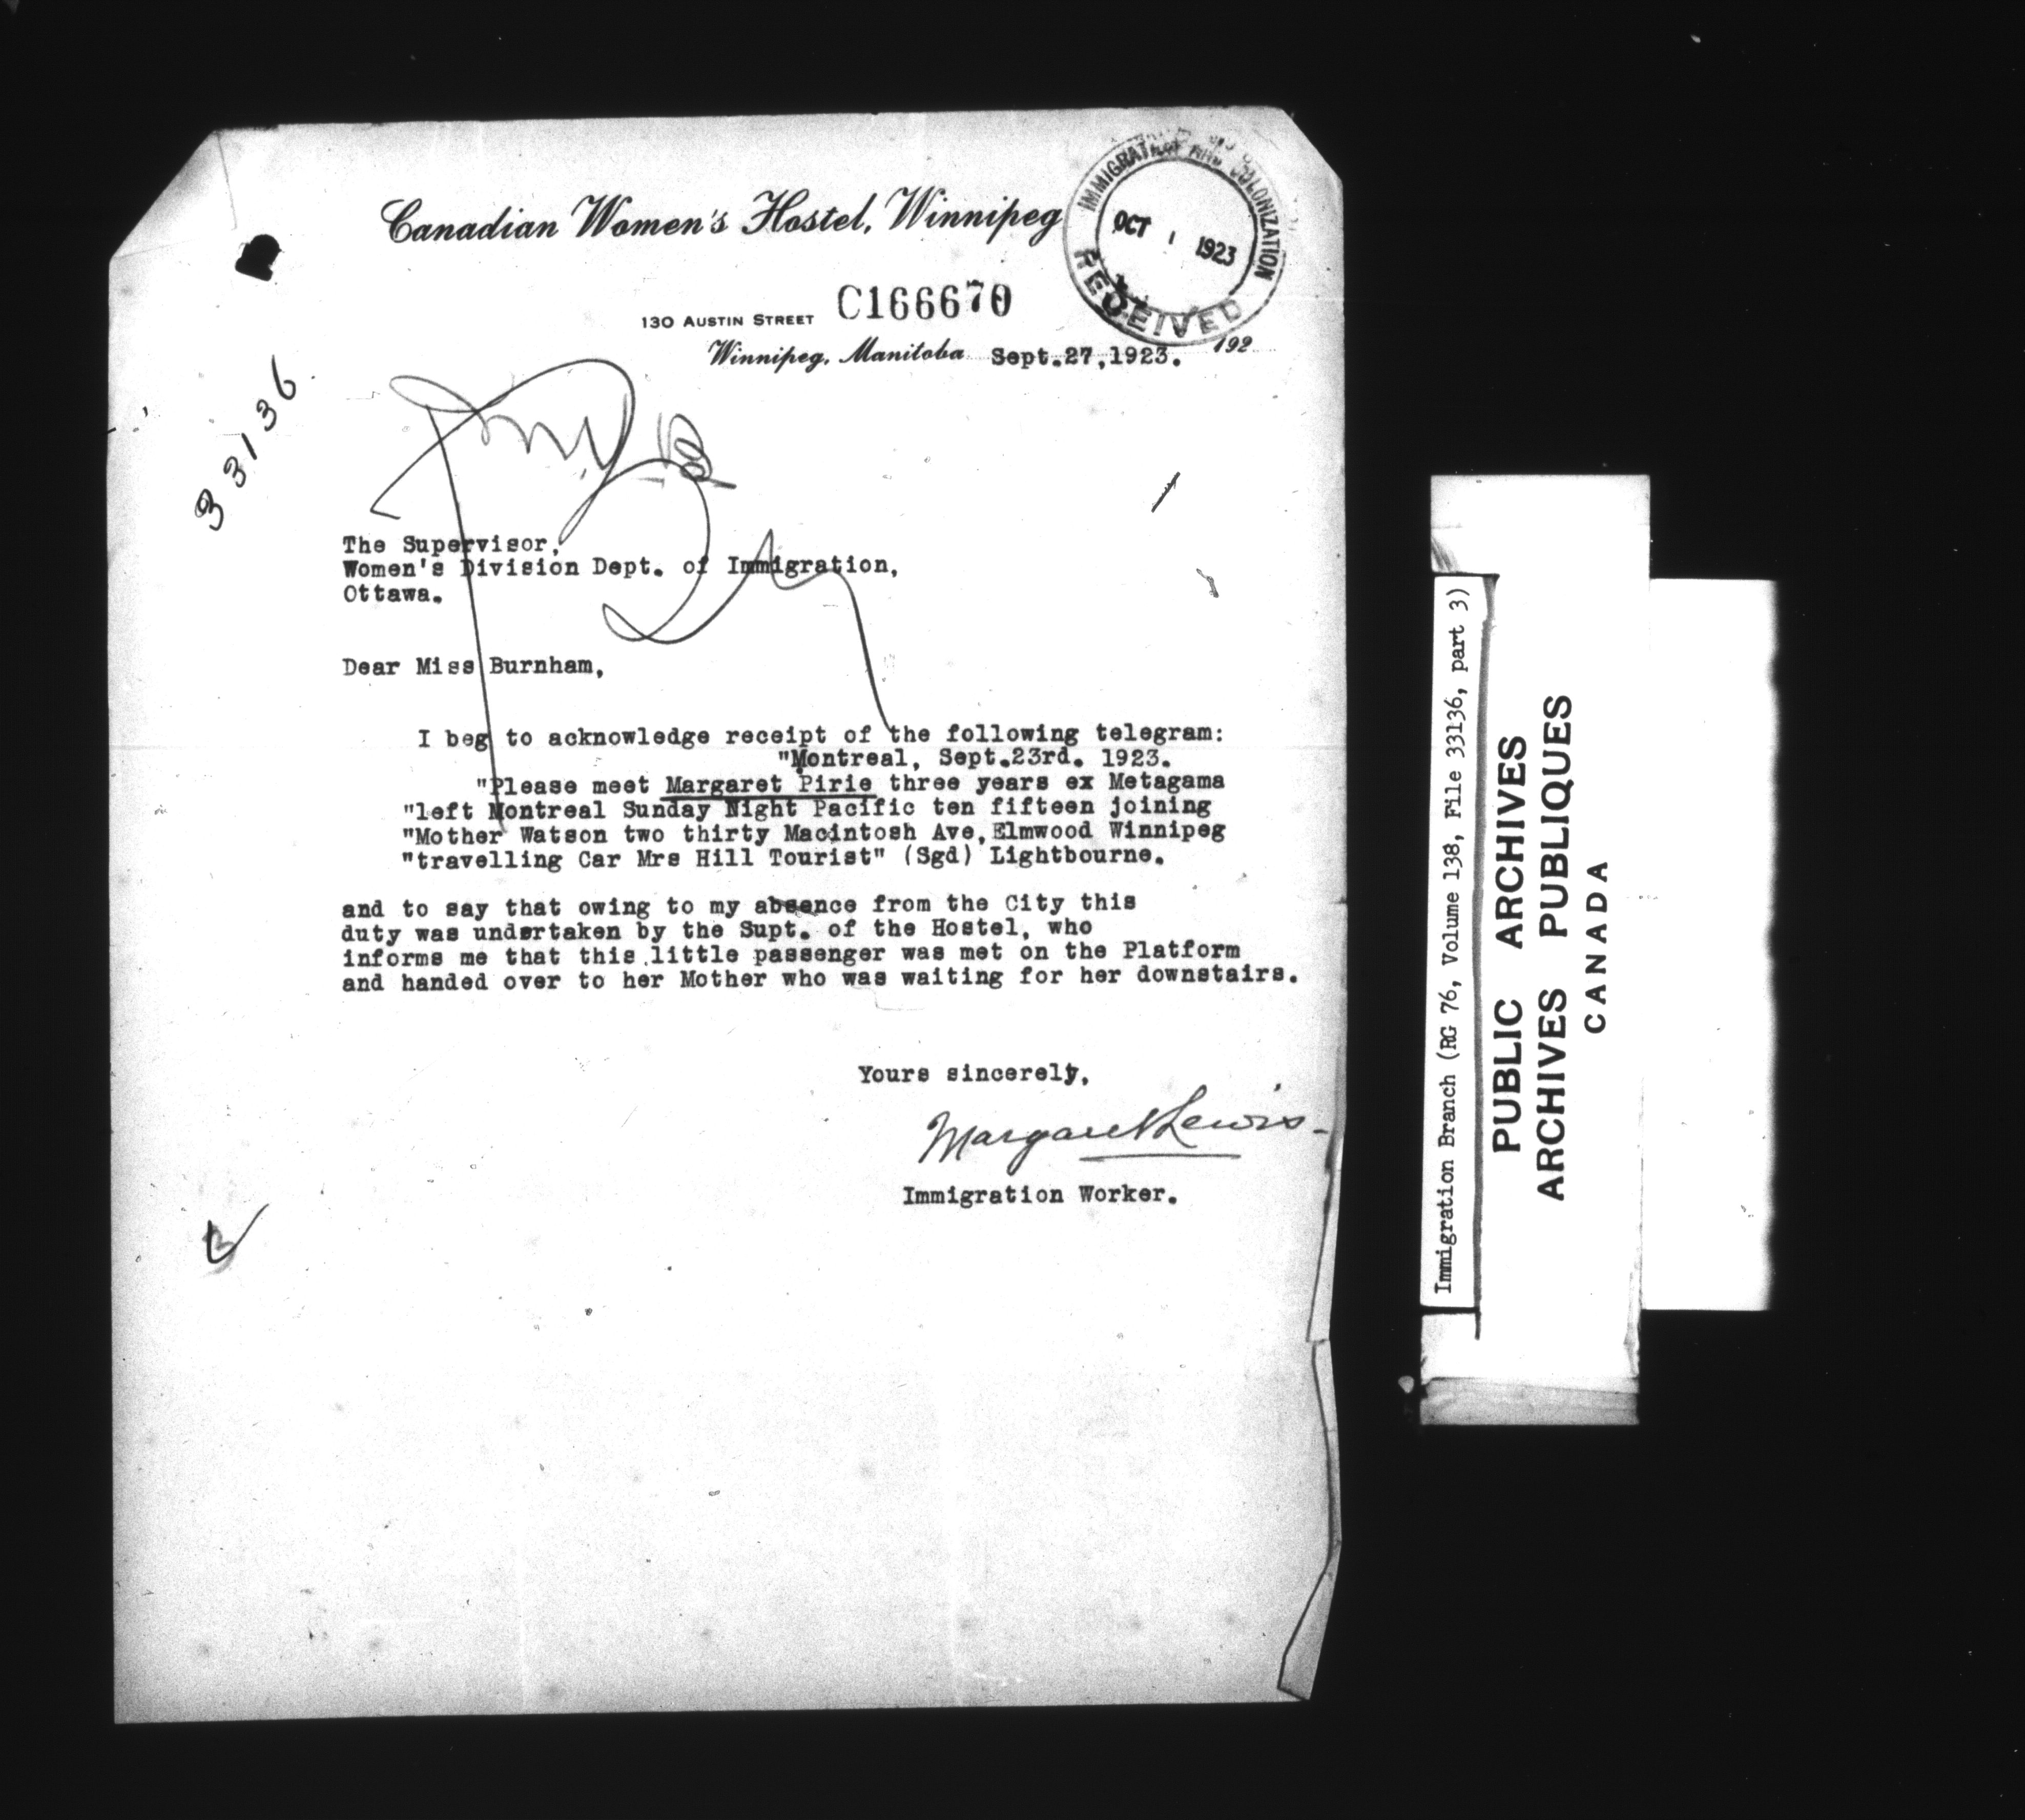 Canadian Women's Hostel, Winnipeg
IMMIGRATION AND COLONIZATION
OCT 1 1923
RECEIVED
C166670
130 AUSTIN STREET
Winnipeg, Manitoba Sept.27,1923. 192
33136
The Supervisor,
Women's Division Dept. of Immigration,
Ottawa.
Dear Miss Burnham,
I beg to acknowledge receipt of the following telegram:
"Montreal, Sept.23rd. 1923.
"Please meet Margaret Pirie three years ex Metagama
"left Montreal Sunday Night Pacific ten fifteen joining
"Mother Watson two thirty Macintosh Ave, Elmwood Winnipeg
"travelling Car Mrs Hill Tourist" (Sgd) Lightbourne.
and to say that owing to my absence from the City this
duty was undertaken by the Supt. of the Hostel, who
informs me that this little passenger was met on the Platform
and handed over to her Mother who was waiting for her downstairs.
Yours sincerely,
Margaret Lewis.
Immigration Worker.
Immigration Branch (RG 76, Volume 138, File 33136, part 3)
PUBLIC ARCHIVES
ARCHIVES PUBLIQUES
CANADA